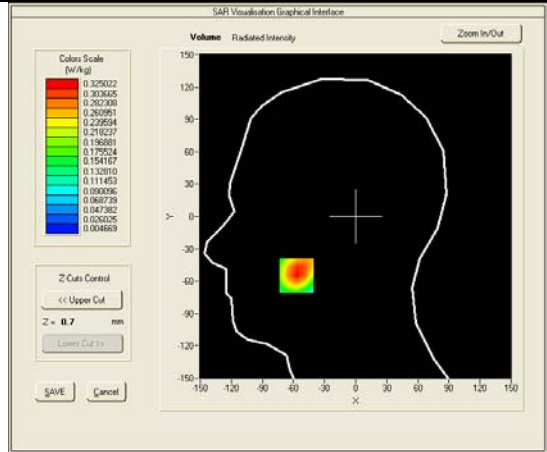 SAR Visualisation Graphical Interface
Volume Radiated Intensity
Zoom In/Out
Colors Scale
(W/kg)
0.325022
0.303665
0.282308
0.260951
0.239594
0.218237
0.196881
0.175524
0.154167
0.132810
0.111453
0.090096
0.068739
0.047382
0.026025
0.004669
Z Cuts Control
<< Upper Cut
Z = 0.7 mm
Lower Cut >>
SAVE Cancel
150
120
90
60
30
0
-30
-60
-90
-120
-150
Y
-150 -120 -90 -60 -30 0 30 60 90 120 150
X